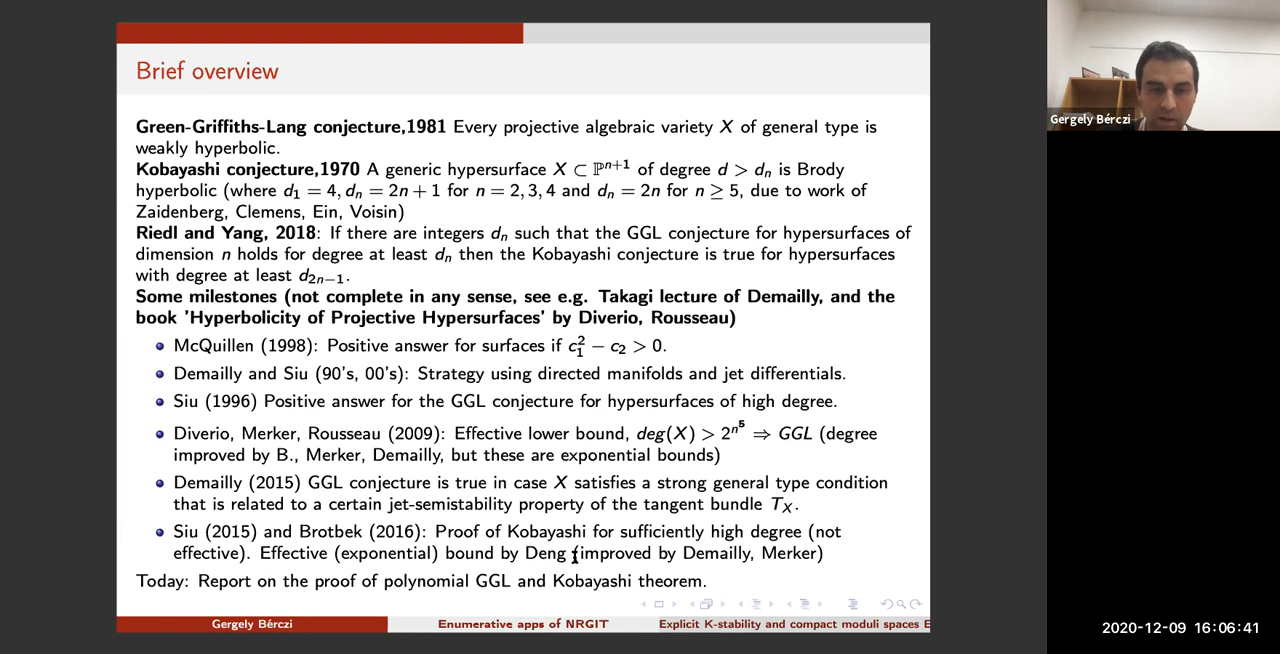 Brief overview
Green-Griffiths-Lang conjecture,1981 Every projective algebraic variety X of general type is
weakly hyperbolic.
Kobayashi conjecture,1970 A generic hypersurface X ⊂ ℙⁿ⁺¹ of degree d > dₙ is Brody
hyperbolic (where d₁ = 4, dₙ = 2n + 1 for n = 2, 3, 4 and dₙ = 2n for n ≥ 5, due to work of
Zaidenberg, Clemens, Ein, Voisin)
Riedl and Yang, 2018: If there are integers dₙ such that the GGL conjecture for hypersurfaces of
dimension n holds for degree at least dₙ then the Kobayashi conjecture is true for hypersurfaces
with degree at least d₂ₙ₋₁.
Some milestones (not complete in any sense, see e.g. Takagi lecture of Demailly, and the
book 'Hyperbolicity of Projective Hypersurfaces' by Diverio, Rousseau)
• McQuillen (1998): Positive answer for surfaces if c₁² − c₂ > 0.
• Demailly and Siu (90's, 00's): Strategy using directed manifolds and jet differentials.
• Siu (1996) Positive answer for the GGL conjecture for hypersurfaces of high degree.
• Diverio, Merker, Rousseau (2009): Effective lower bound, deg(X) > 2^{n^5} ⇒ GGL (degree
improved by B., Merker, Demailly, but these are exponential bounds)
• Demailly (2015) GGL conjecture is true in case X satisfies a strong general type condition
that is related to a certain jet-semistability property of the tangent bundle T_X.
• Siu (2015) and Brotbek (2016): Proof of Kobayashi for sufficiently high degree (not
effective). Effective (exponential) bound by Deng (improved by Demailly, Merker)
Today: Report on the proof of polynomial GGL and Kobayashi theorem.
Gergely Bérczi
Enumerative apps of NRGIT
Explicit K-stability and compact moduli spaces E
Gergely Bérczi
2020-12-09 16:06:41